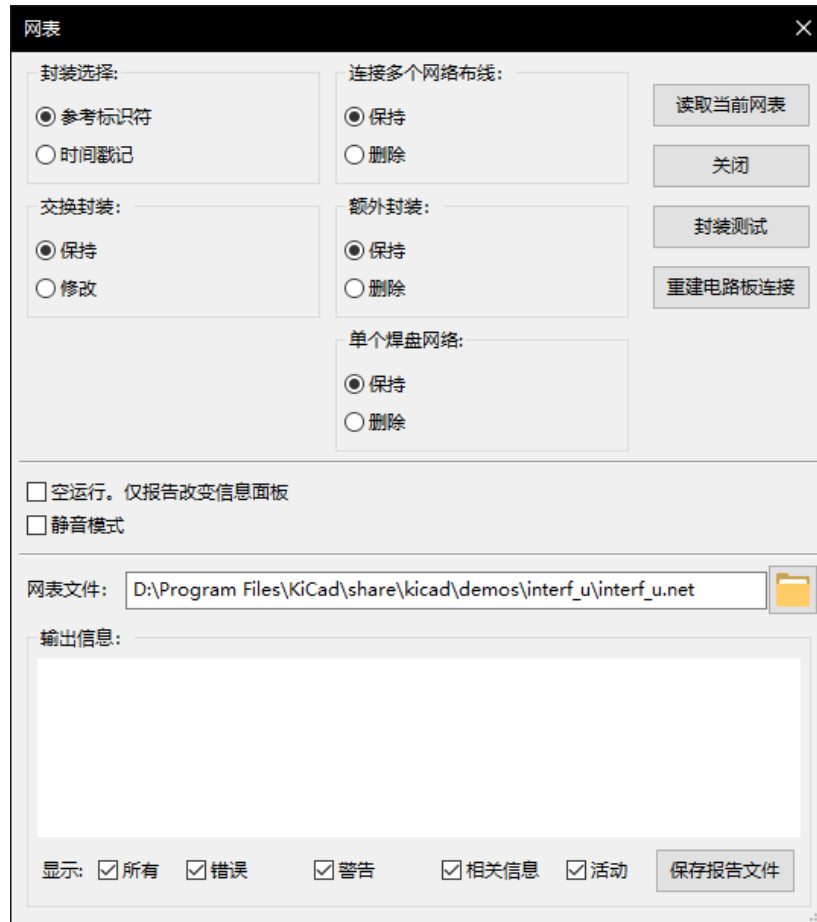 网表
封装选择:
参考标识符
时间戳记
连接多个网络布线:
保持
删除
读取当前网表
关闭
封装测试
重建电路板连接
交换封装:
保持
修改
额外封装:
保持
删除
单个焊盘网络:
保持
删除
空运行。仅报告改变信息面板
静音模式
网表文件: D:\Program Files\KiCad\share\kicad\demos\interf_u\interf_u.net
输出信息:
显示: 所有 错误 警告 相关信息 活动 保存报告文件